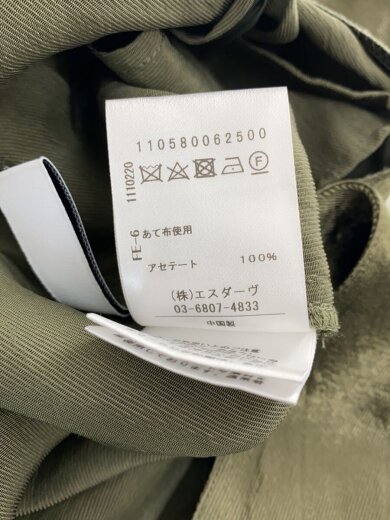 110580062500
1110220
F
FE-6
あて布使用
アセテート 100%
(株)エスダーヴ
03-6807-4833
中国製